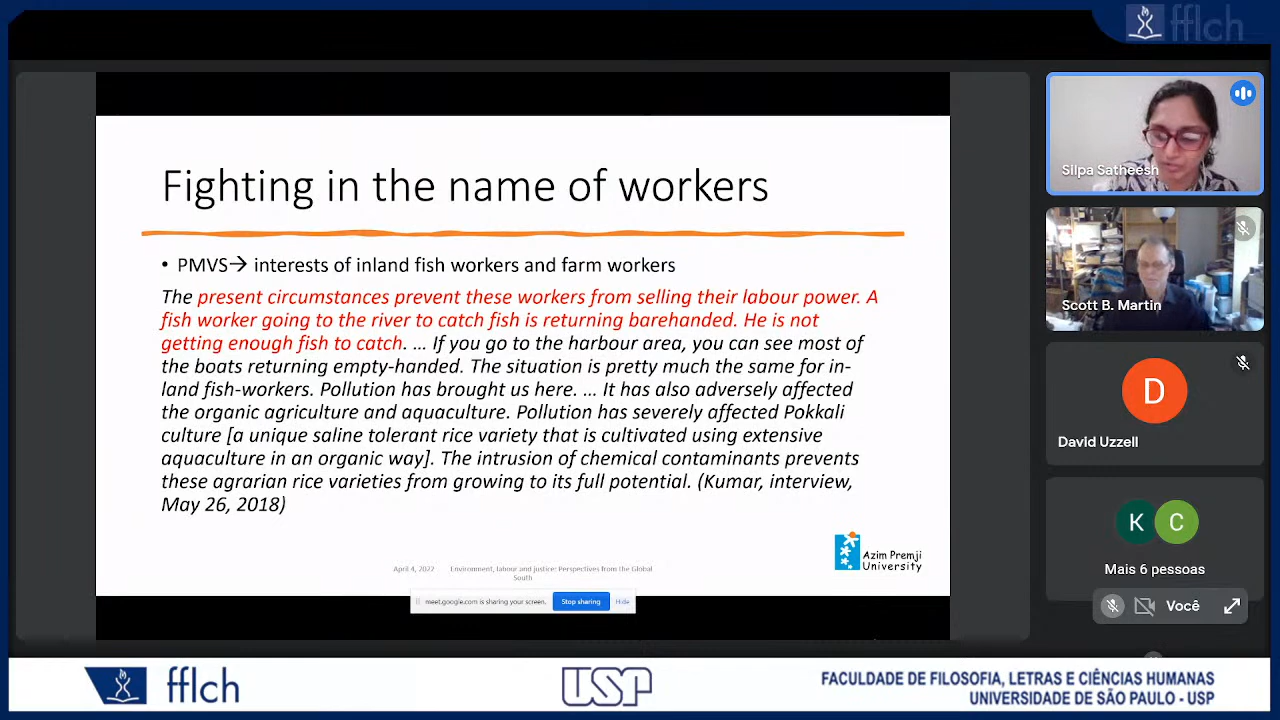 fflch
Fighting in the name of workers
• PMVS→ interests of inland fish workers and farm workers
The present circumstances prevent these workers from selling their labour power. A
fish worker going to the river to catch fish is returning barehanded. He is not
getting enough fish to catch. … If you go to the harbour area, you can see most of
the boats returning empty-handed. The situation is pretty much the same for in-
land fish-workers. Pollution has brought us here. … It has also adversely affected
the organic agriculture and aquaculture. Pollution has severely affected Pokkali
culture [a unique saline tolerant rice variety that is cultivated using extensive
aquaculture in an organic way]. The intrusion of chemical contaminants prevents
these agrarian rice varieties from growing to its full potential. (Kumar, interview,
May 26, 2018)
Azim Premji
University
April 4, 2022 Environment, labour and justice: Perspectives from the Global
South
meet.google.com is sharing your screen. Stop sharing Hide
Silpa Satheesh
Scott B. Martin
D
David Uzzell
K C
Mais 6 pessoas
Você
fflch
USP
FACULDADE DE FILOSOFIA, LETRAS E CIÊNCIAS HUMANAS
UNIVERSIDADE DE SÃO PAULO - USP